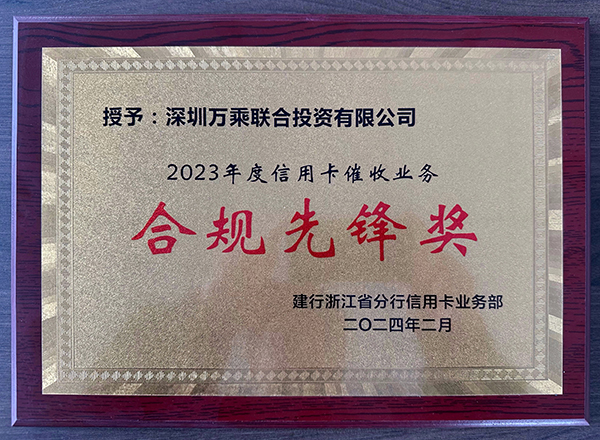 授予：深圳万乘联合投资有限公司
2023年度信用卡催收业务
合规先锋奖
建行浙江省分行信用卡业务部
二〇二四年二月